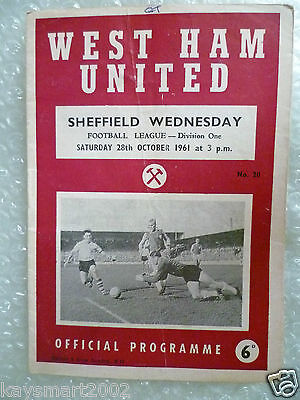 WEST HAM
UNITED
SHEFFIELD WEDNESDAY
FOOTBALL LEAGUE — Division One
SATURDAY 28th OCTOBER 1961 at 3 p.m.
No. 20
OFFICIAL PROGRAMME 6D
kaysmart2002